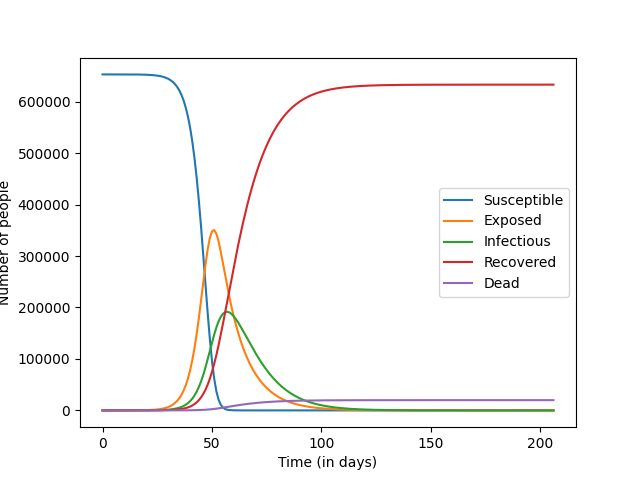 600000
500000
400000
300000
200000
100000
0
Number of people
0 50 100 150 200
Time (in days)
Susceptible
Exposed
Infectious
Recovered
Dead